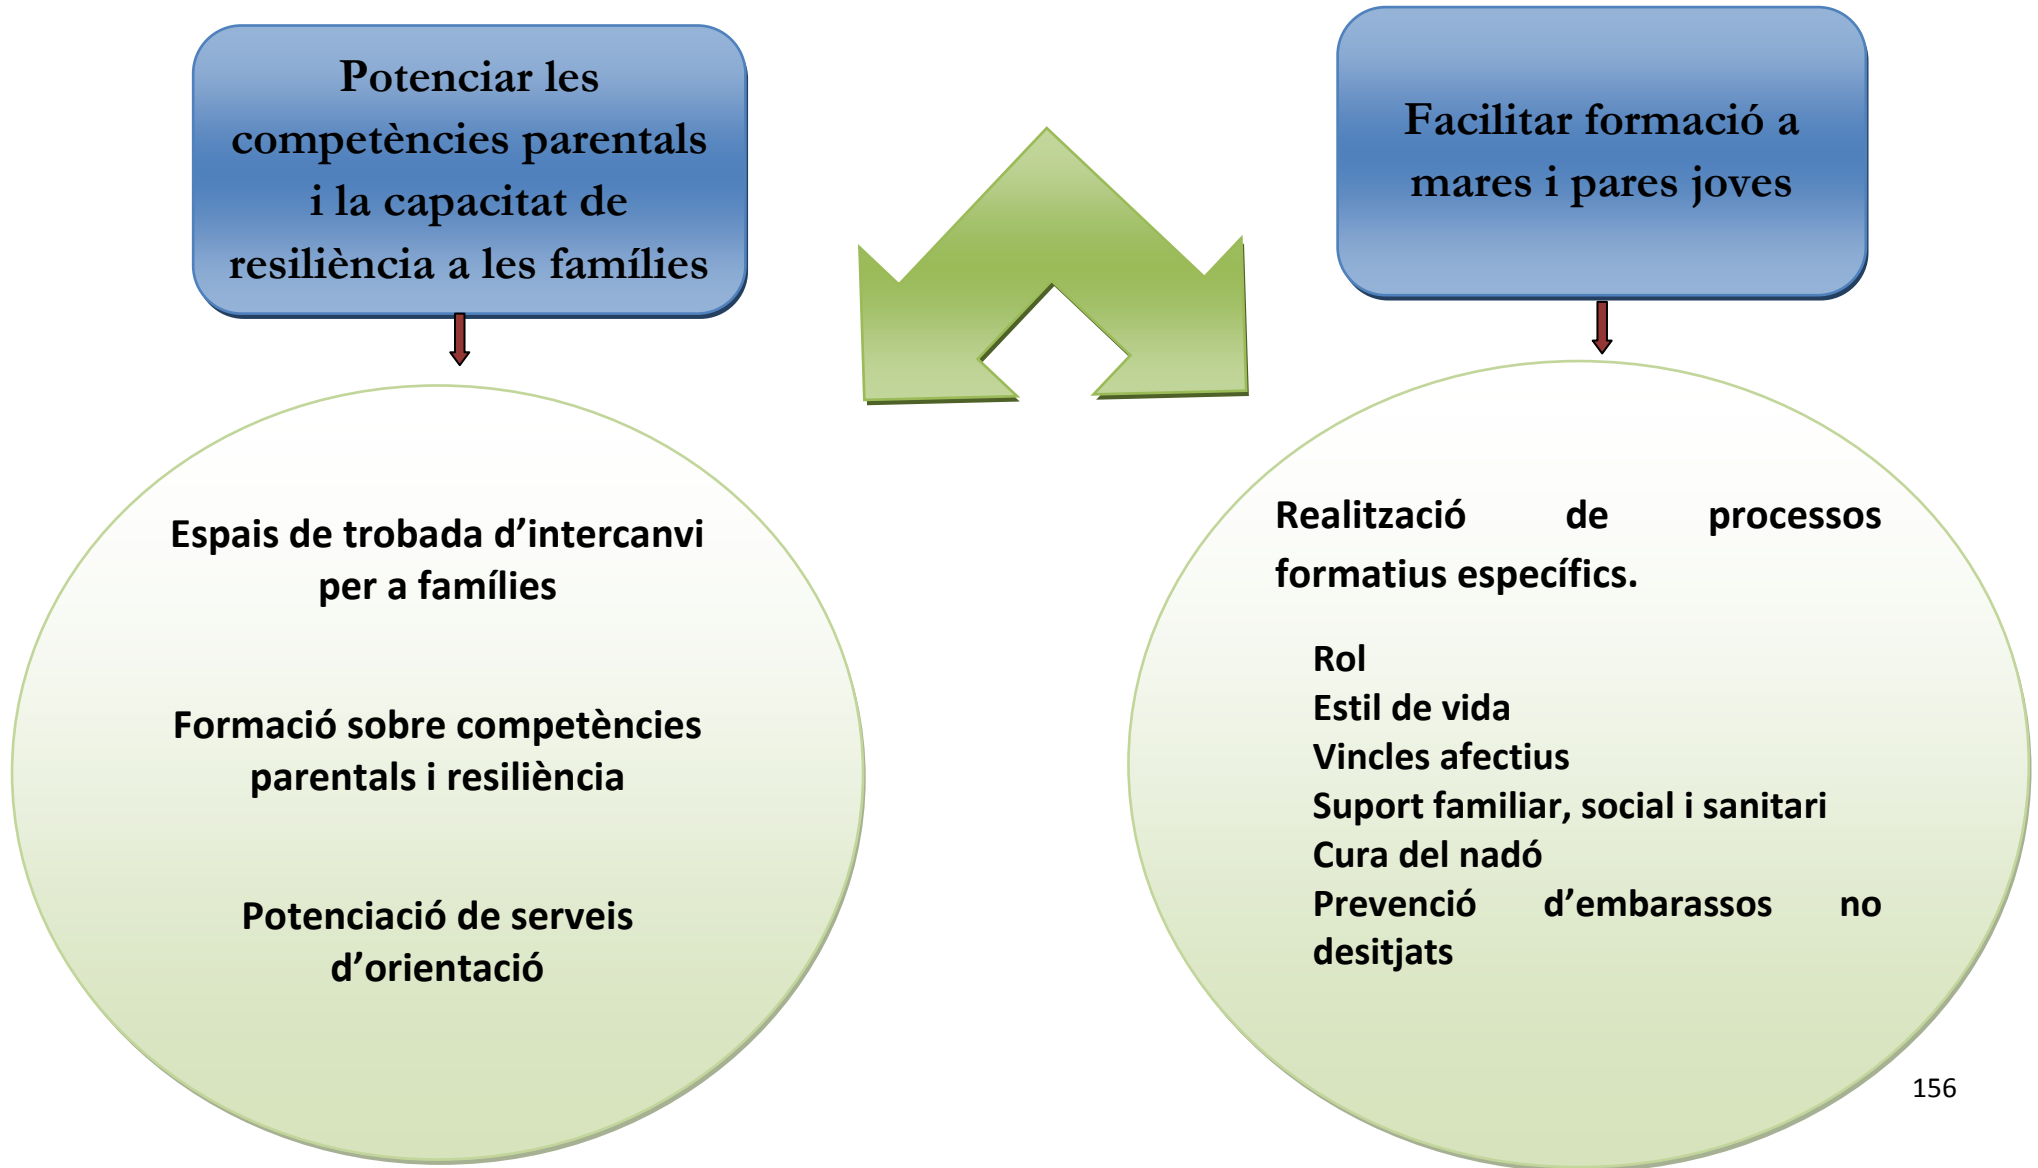 Potenciar les
competències parentals
i la capacitat de
resiliència a les famílies
Facilitar formació a
mares i pares joves
Espais de trobada d’intercanvi
per a famílies
Formació sobre competències
parentals i resiliència
Potenciació de serveis
d’orientació
Realització de processos
formatius específics.
Rol
Estil de vida
Vincles afectius
Suport familiar, social i sanitari
Cura del nadó
Prevenció d’embarassos no
desitjats
156